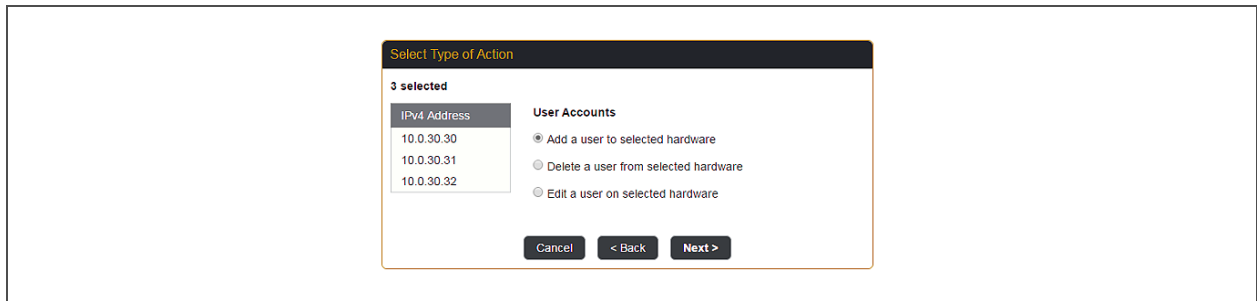 Select Type of Action
3 selected
IPv4 Address
10.0.30.30
10.0.30.31
10.0.30.32
User Accounts
Add a user to selected hardware
Delete a user from selected hardware
Edit a user on selected hardware
Cancel
< Back
Next >